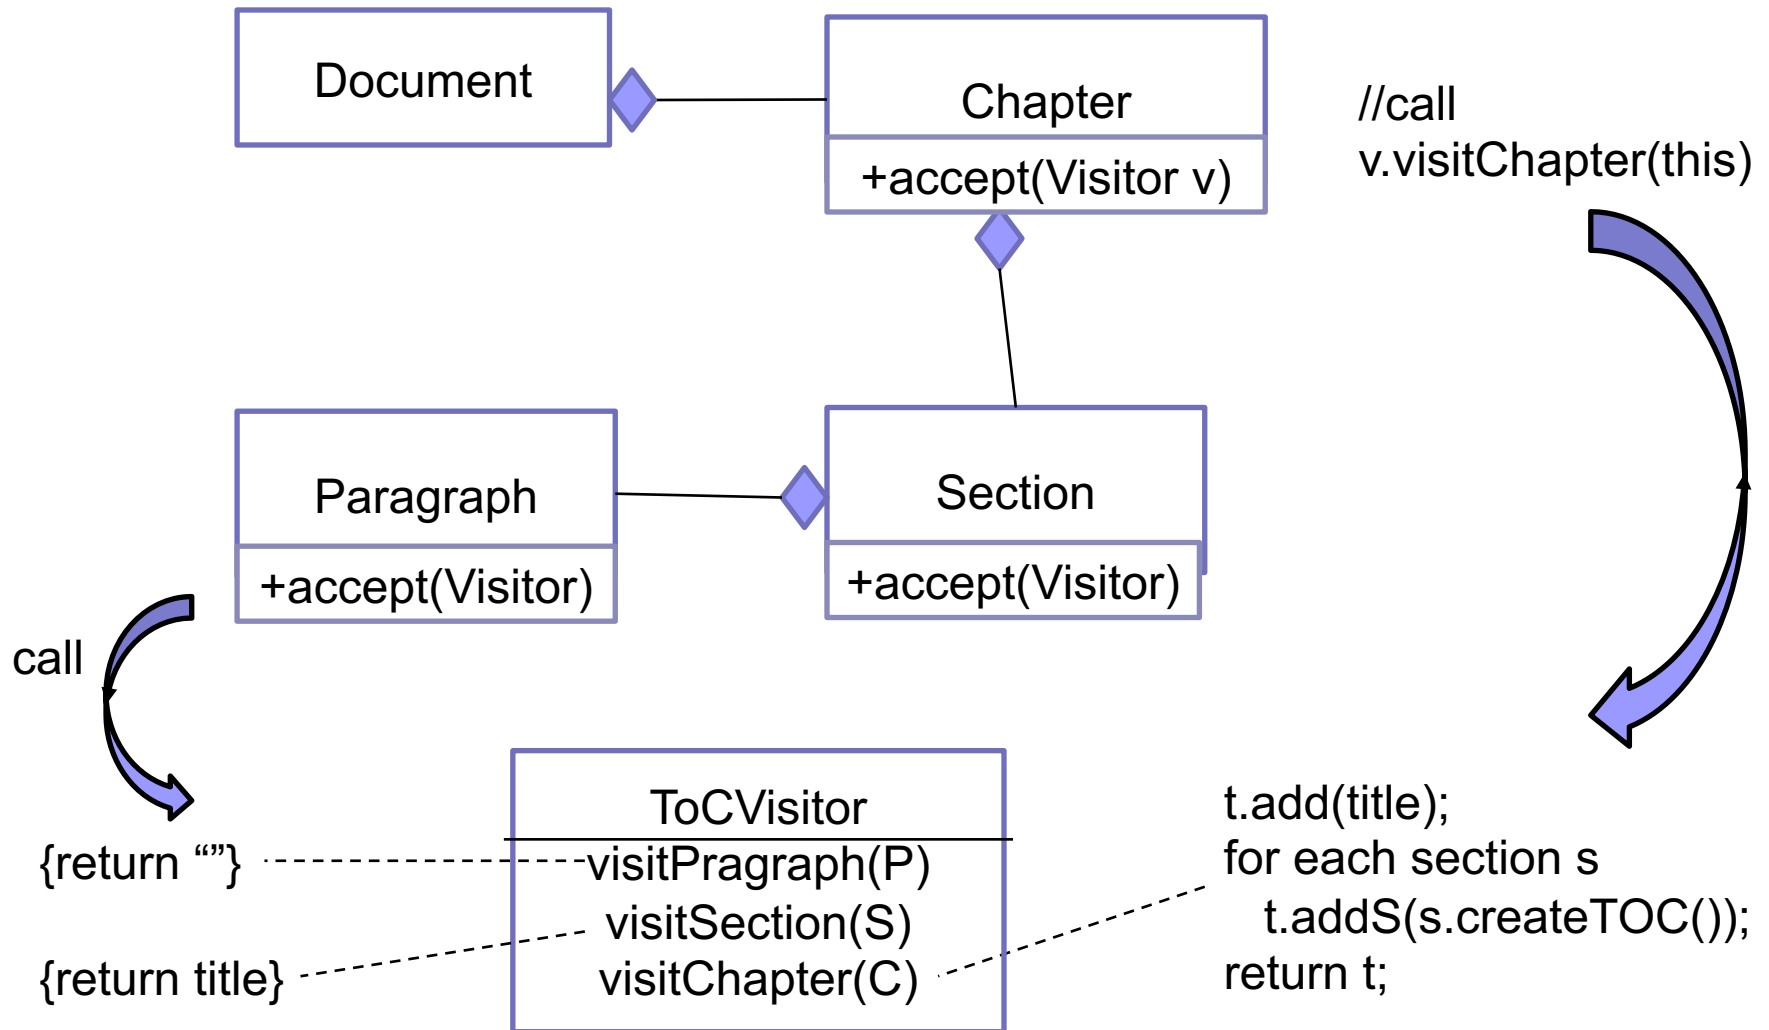 Document
Chapter
+accept(Visitor v)
//call
v.visitChapter(this)
Paragraph
+accept(Visitor)
Section
+accept(Visitor)
call
ToCVisitor
visitPragraph(P)
visitSection(S)
visitChapter(C)
{return “”}
{return title}
t.add(title);
for each section s
t.addS(s.createTOC());
return t;